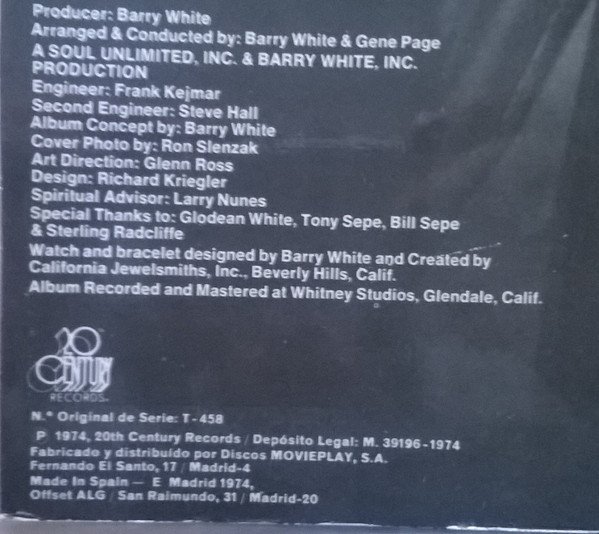 Producer: Barry White
Arranged & Conducted by: Barry White & Gene Page
A SOUL UNLIMITED, INC. & BARRY WHITE, INC.
PRODUCTION
Engineer: Frank Kejmar
Second Engineer: Steve Hall
Album Concept by: Barry White
Cover Photo by: Ron Slenzak
Art Direction: Glenn Ross
Design: Richard Kriegler
Spiritual Advisor: Larry Nunes
Special Thanks to: Glodean White, Tony Sepe, Bill Sepe
& Sterling Radcliffe
Watch and bracelet designed by Barry White and Created by
California Jewelsmiths, Inc., Beverly Hills, Calif.
Album Recorded and Mastered at Whitney Studios, Glendale, Calif.
20
CENTURY
RECORDS
N.° Original de Serie: T-458
P 1974, 20th Century Records / Depósito Legal: M. 39196-1974
Fabricado y distribuido por Discos MOVIEPLAY, S.A.
Fernando El Santo, 17 / Madrid-4
Made In Spain — E Madrid 1974,
Offset ALG / San Raimundo, 31 / Madrid-20